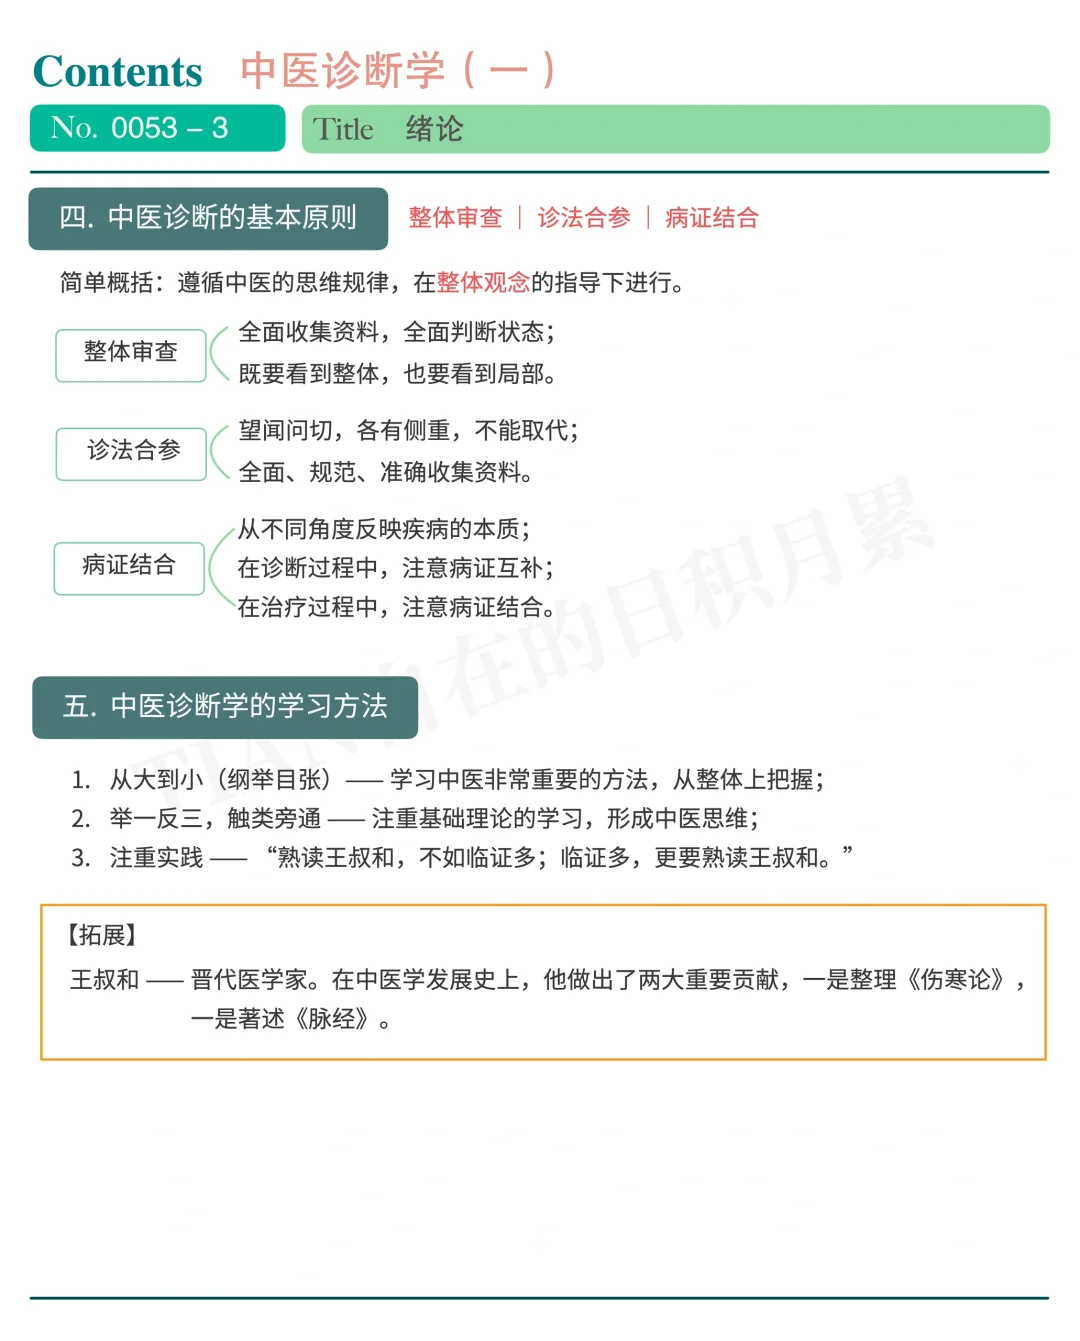 Contents 中医诊断学（一）
No. 0053 – 3 Title 绪论
四. 中医诊断的基本原则 整体审查 | 诊法合参 | 病证结合
简单概括：遵循中医的思维规律，在整体观念的指导下进行。
整体审查
全面收集资料，全面判断状态；
既要看到整体，也要看到局部。
诊法合参
望闻问切，各有侧重，不能取代；
全面、规范、准确收集资料。
病证结合
从不同角度反映疾病的本质；
在诊断过程中，注意病证互补；
在治疗过程中，注意病证结合。
五. 中医诊断学的学习方法
1. 从大到小（纲举目张）—— 学习中医非常重要的方法，从整体上把握；
2. 举一反三，触类旁通 —— 注重基础理论的学习，形成中医思维；
3. 注重实践 —— “熟读王叔和，不如临证多；临证多，更要熟读王叔和。”
【拓展】
王叔和 —— 晋代医学家。在中医学发展史上，他做出了两大重要贡献，一是整理《伤寒论》，
一是著述《脉经》。
TIAN自在的日积月累